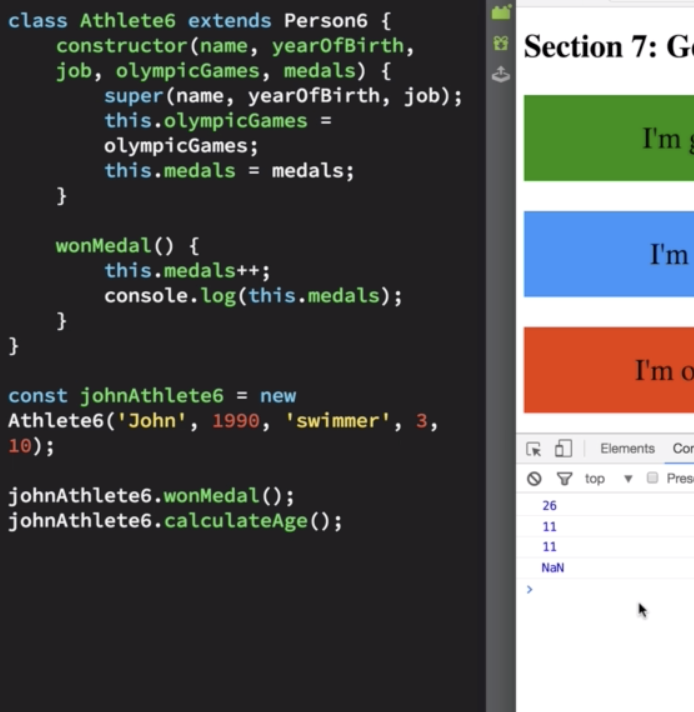 class Athlete6 extends Person6 {
constructor(name, yearOfBirth,
job, olympicGames, medals) {
super(name, yearOfBirth, job);
this.olympicGames =
olympicGames;
this.medals = medals;
}
wonMedal() {
this.medals++;
console.log(this.medals);
}
}
const johnAthlete6 = new
Athlete6('John', 1990, 'swimmer', 3,
10);
johnAthlete6.wonMedal();
johnAthlete6.calculateAge();
Section 7: G
I'm g
I'm
I'm o
Elements Con
top Pres
26
11
11
NaN
>